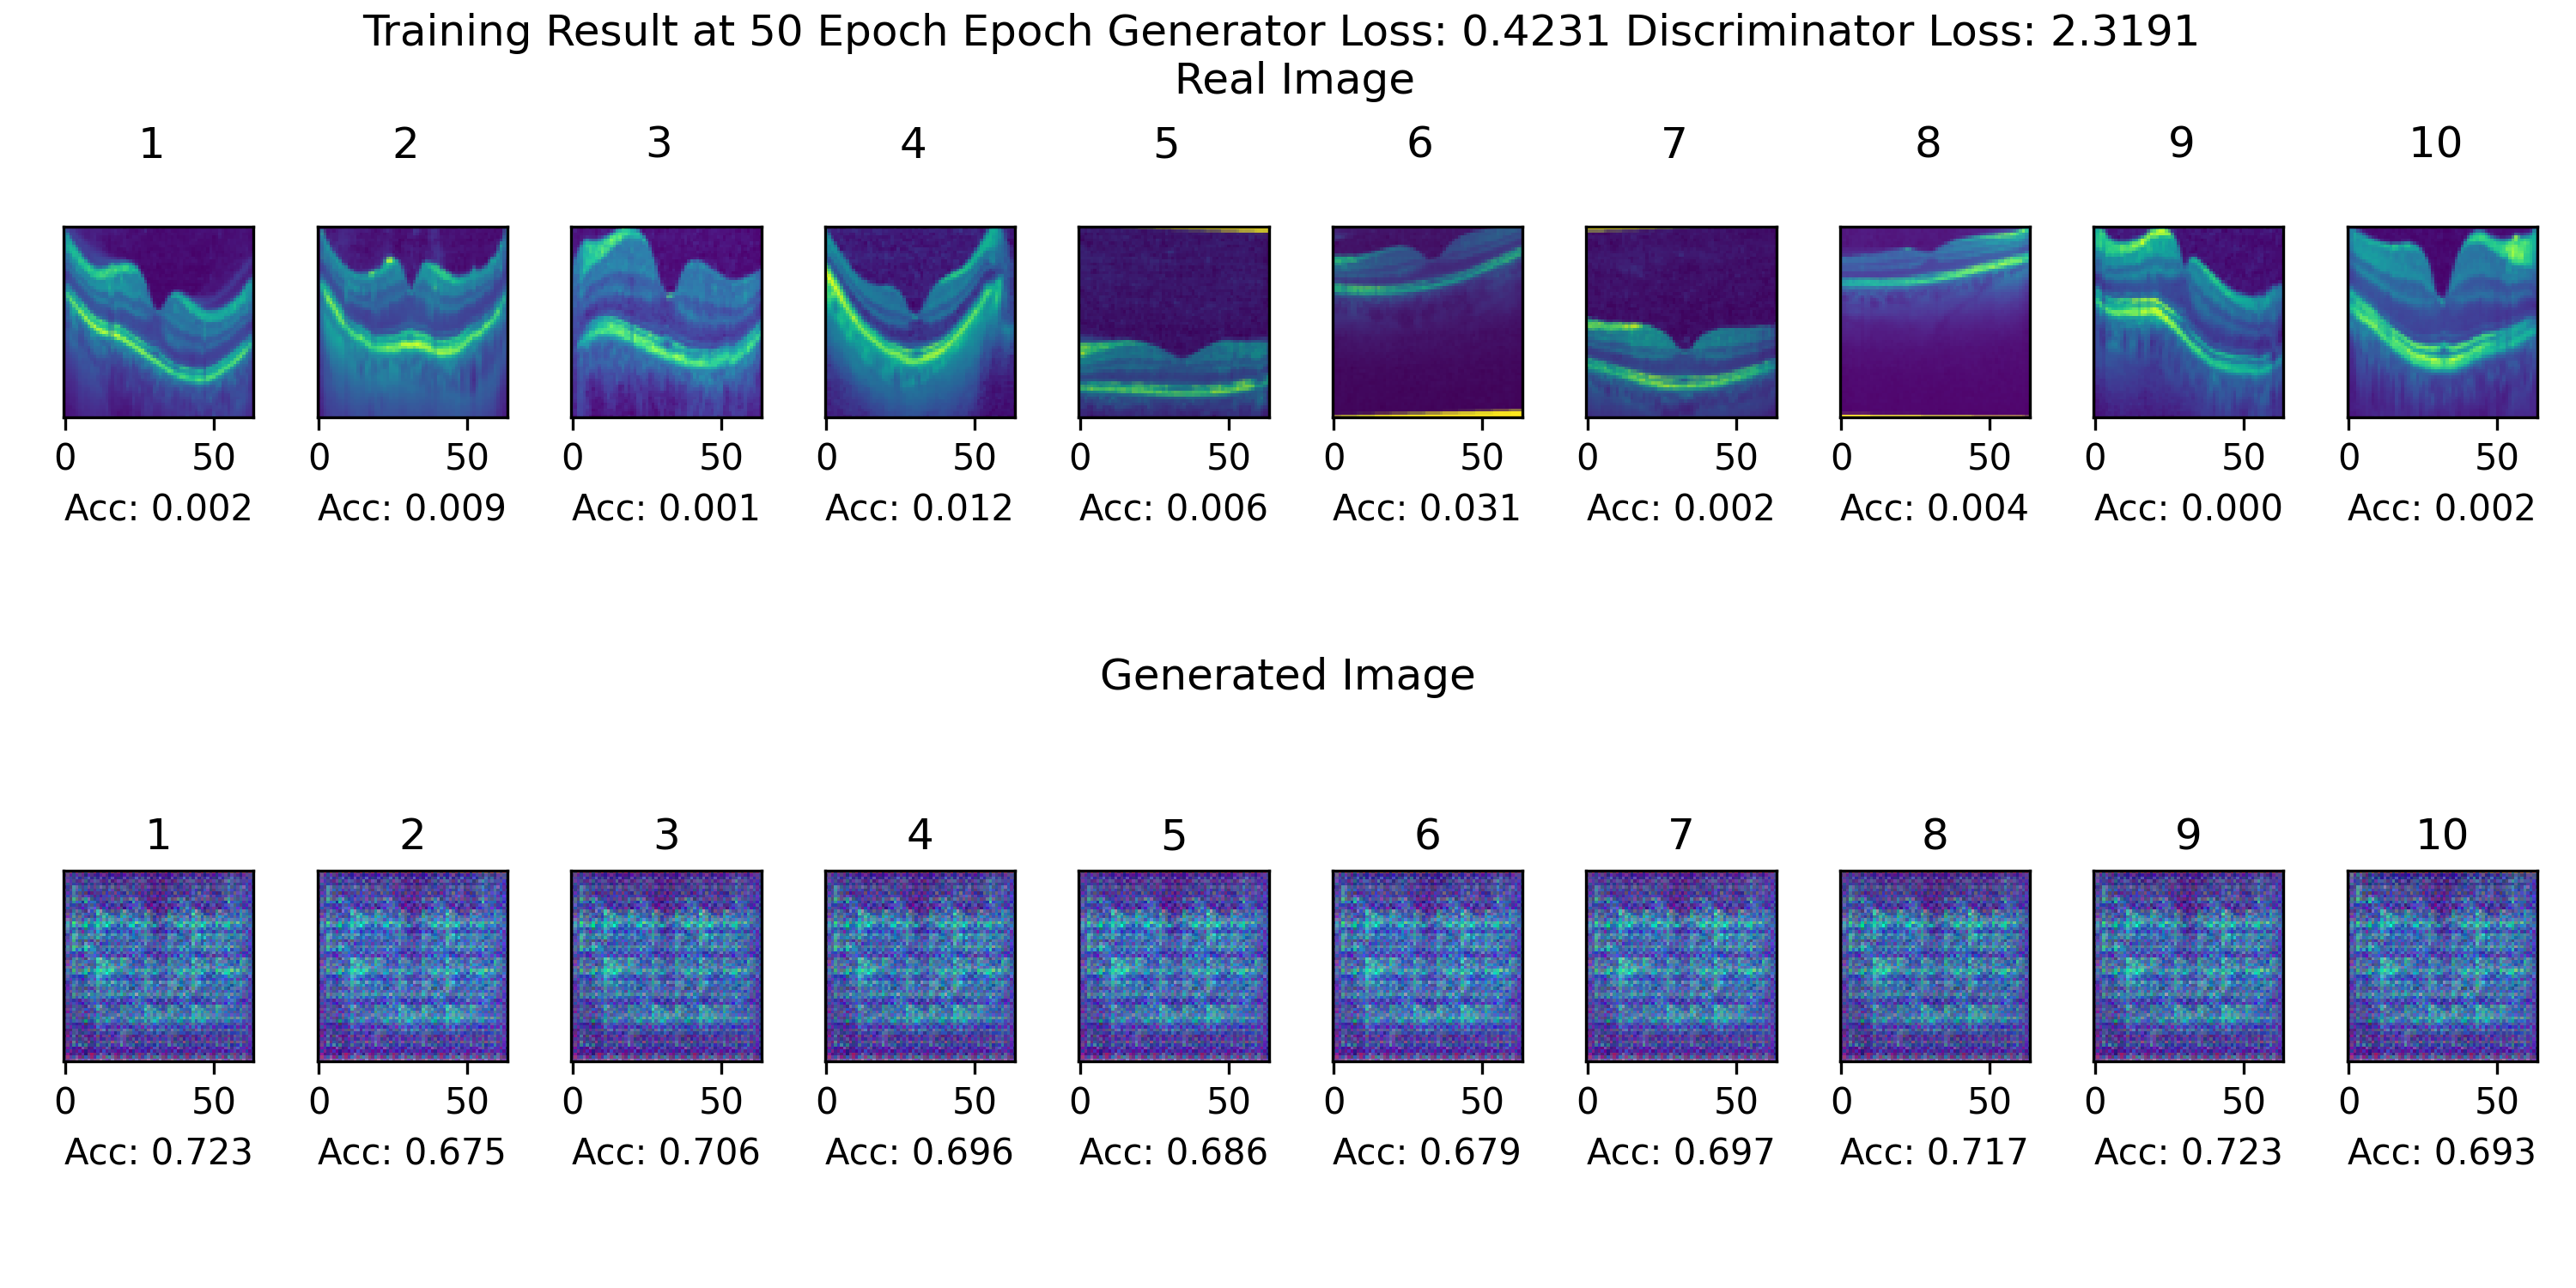 Training Result at 50 Epoch Epoch Generator Loss: 0.4231 Discriminator Loss: 2.3191
Real Image
1 2 3 4 5 6 7 8 9 10
0 50 0 50 0 50 0 50 0 50 0 50 0 50 0 50 0 50 0 50
Acc: 0.002 Acc: 0.009 Acc: 0.001 Acc: 0.012 Acc: 0.006 Acc: 0.031 Acc: 0.002 Acc: 0.004 Acc: 0.000 Acc: 0.002
Generated Image
1 2 3 4 5 6 7 8 9 10
0 50 0 50 0 50 0 50 0 50 0 50 0 50 0 50 0 50 0 50
Acc: 0.723 Acc: 0.675 Acc: 0.706 Acc: 0.696 Acc: 0.686 Acc: 0.679 Acc: 0.697 Acc: 0.717 Acc: 0.723 Acc: 0.693